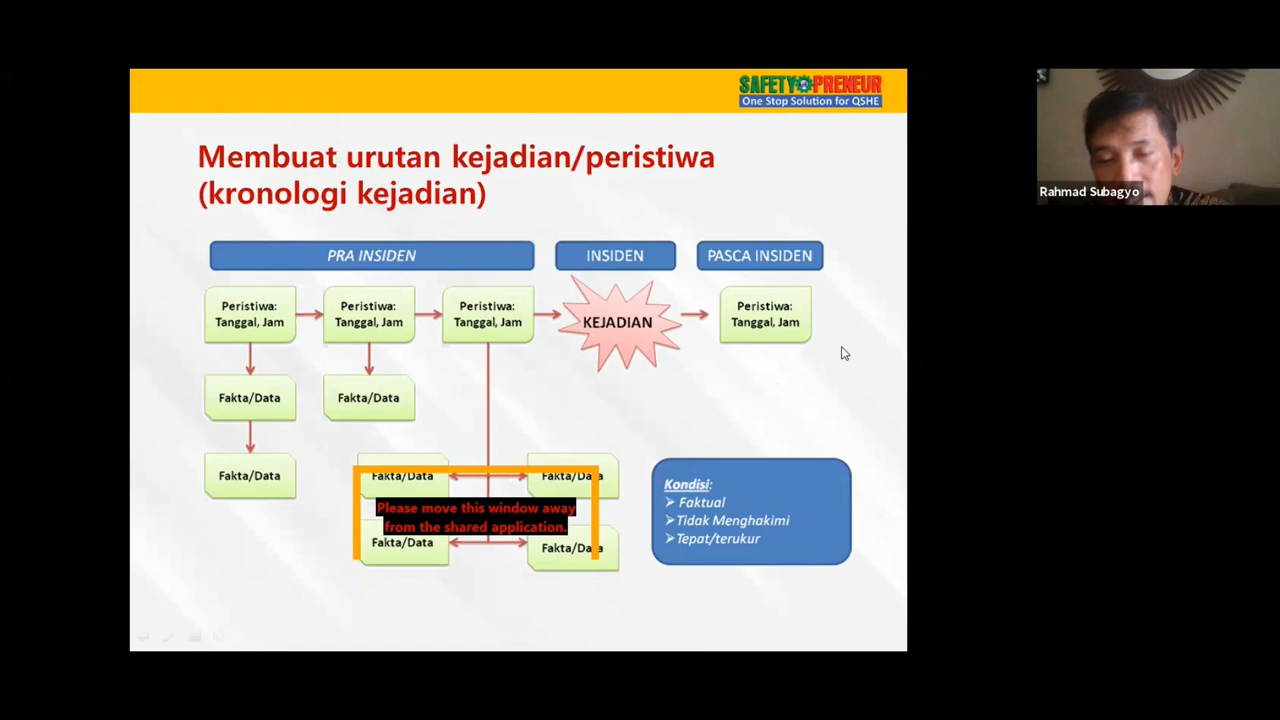 SAFETY PRENEUR
One Stop Solution for QSHE
Rahmad Subagyo
Membuat urutan kejadian/peristiwa
(kronologi kejadian)
PRA INSIDEN
INSIDEN
PASCA INSIDEN
Peristiwa:
Tanggal, Jam
Peristiwa:
Tanggal, Jam
Peristiwa:
Tanggal, Jam
KEJADIAN
Peristiwa:
Tanggal, Jam
Fakta/Data
Fakta/Data
Fakta/Data
Fakta/Data
Fakta/Data
Please move this window away
from the shared application.
Fakta/Data
Fakta/Data
Kondisi:
Faktual
Tidak Menghakimi
Tepat/terukur